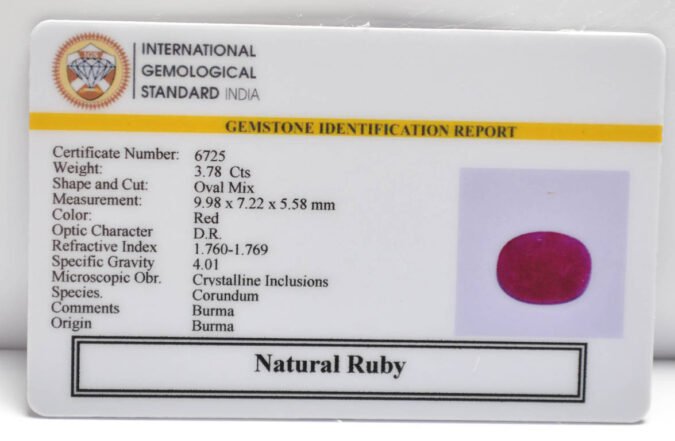 IGS
INTERNATIONAL
GEMOLOGICAL
STANDARD INDIA
GEMSTONE IDENTIFICATION REPORT
Certificate Number: 6725
Weight: 3.78 Cts
Shape and Cut: Oval Mix
Measurement: 9.98 x 7.22 x 5.58 mm
Color: Red
Optic Character D.R.
Refractive Index 1.760-1.769
Specific Gravity 4.01
Microscopic Obr. Crystalline Inclusions
Species. Corundum
Comments Burma
Origin Burma
Natural Ruby